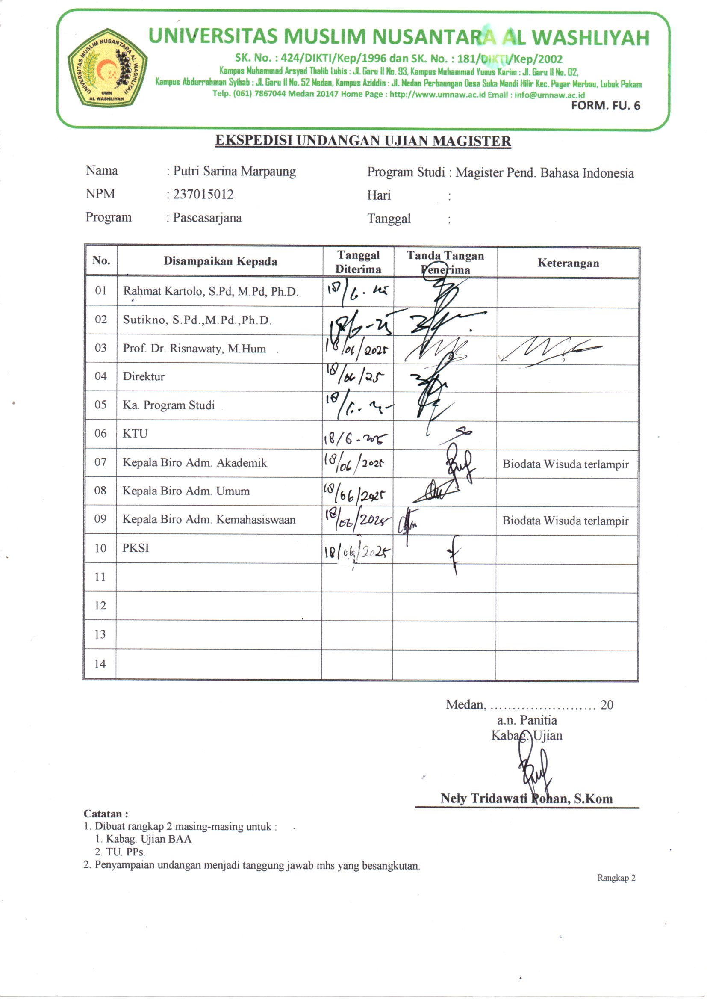 UNIVERSITAS MUSLIM NUSANTARA AL WASHLIYAH
SK. No. : 424/DIKTI/Kep/1996 dan SK. No. : 181/DIKTI/Kep/2002
Kampus Muhammad Arsyad Thalib Lubis : Jl. Garu II No. 93, Kampus Muhammad Yunus Karim : Jl. Garu II No. 02,
Kampus Abdurrahman Syihab : Jl. Garu II No. 52 Medan, Kampus Aziddin : Jl. Medan Perbaungan Desa Suka Mandi Hilir Kec. Pagar Merbau, Lubuk Pakam
Telp. (061) 7867044 Medan 20147 Home Page : http://www.umnaw.ac.id Email : info@umnaw.ac.id
FORM. FU. 6
UNIVERSITAS MUSLIM NUSANTARA AL WASHLIYAH
UMN
AL WASHLIYAH
EKSPEDISI UNDANGAN UJIAN MAGISTER
Nama : Putri Sarina Marpaung Program Studi : Magister Pend. Bahasa Indonesia
NPM : 237015012 Hari :
Program : Pascasarjana Tanggal :
No. Disampaikan Kepada Tanggal Diterima Tanda Tangan Penerima Keterangan
01 Rahmat Kartolo, S.Pd, M.Pd, Ph.D. 18/6.
02 Sutikno, S.Pd.,M.Pd.,Ph.D. 18/6-25
03 Prof. Dr. Risnawaty, M.Hum 18/06/2025
04 Direktur 18/06/25
05 Ka. Program Studi
06 KTU 18/6-2025
07 Kepala Biro Adm. Akademik 18/06/2025 Biodata Wisuda terlampir
08 Kepala Biro Adm. Umum 18/06/2025
09 Kepala Biro Adm. Kemahasiswaan 18/06/2025 Biodata Wisuda terlampir
10 PKSI 18/06/2025
11
12
13
14
Medan, ........................ 20
a.n. Panitia
Kabag. Ujian
Nely Tridawati Pohan, S.Kom
Catatan :
1. Dibuat rangkap 2 masing-masing untuk :
1. Kabag. Ujian BAA
2. TU. PPs.
2. Penyampaian undangan menjadi tanggung jawab mhs yang besangkutan.
Rangkap 2